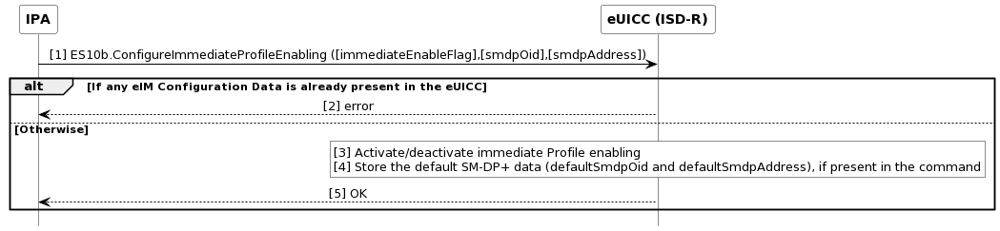 IPA
eUICC (ISD-R)
[1] ES10b.ConfigureImmediateProfileEnabling ([immediateEnableFlag],[smdpOid],[smdpAddress])
alt [If any eIM Configuration Data is already present in the eUICC]
[2] error
[Otherwise]
[3] Activate/deactivate immediate Profile enabling
[4] Store the default SM-DP+ data (defaultSmdpOid and defaultSmdpAddress), if present in the command
[5] OK